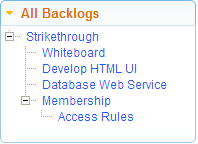 All Backlogs
Strikethrough
Whiteboard
Develop HTML UI
Database Web Service
Membership
Access Rules